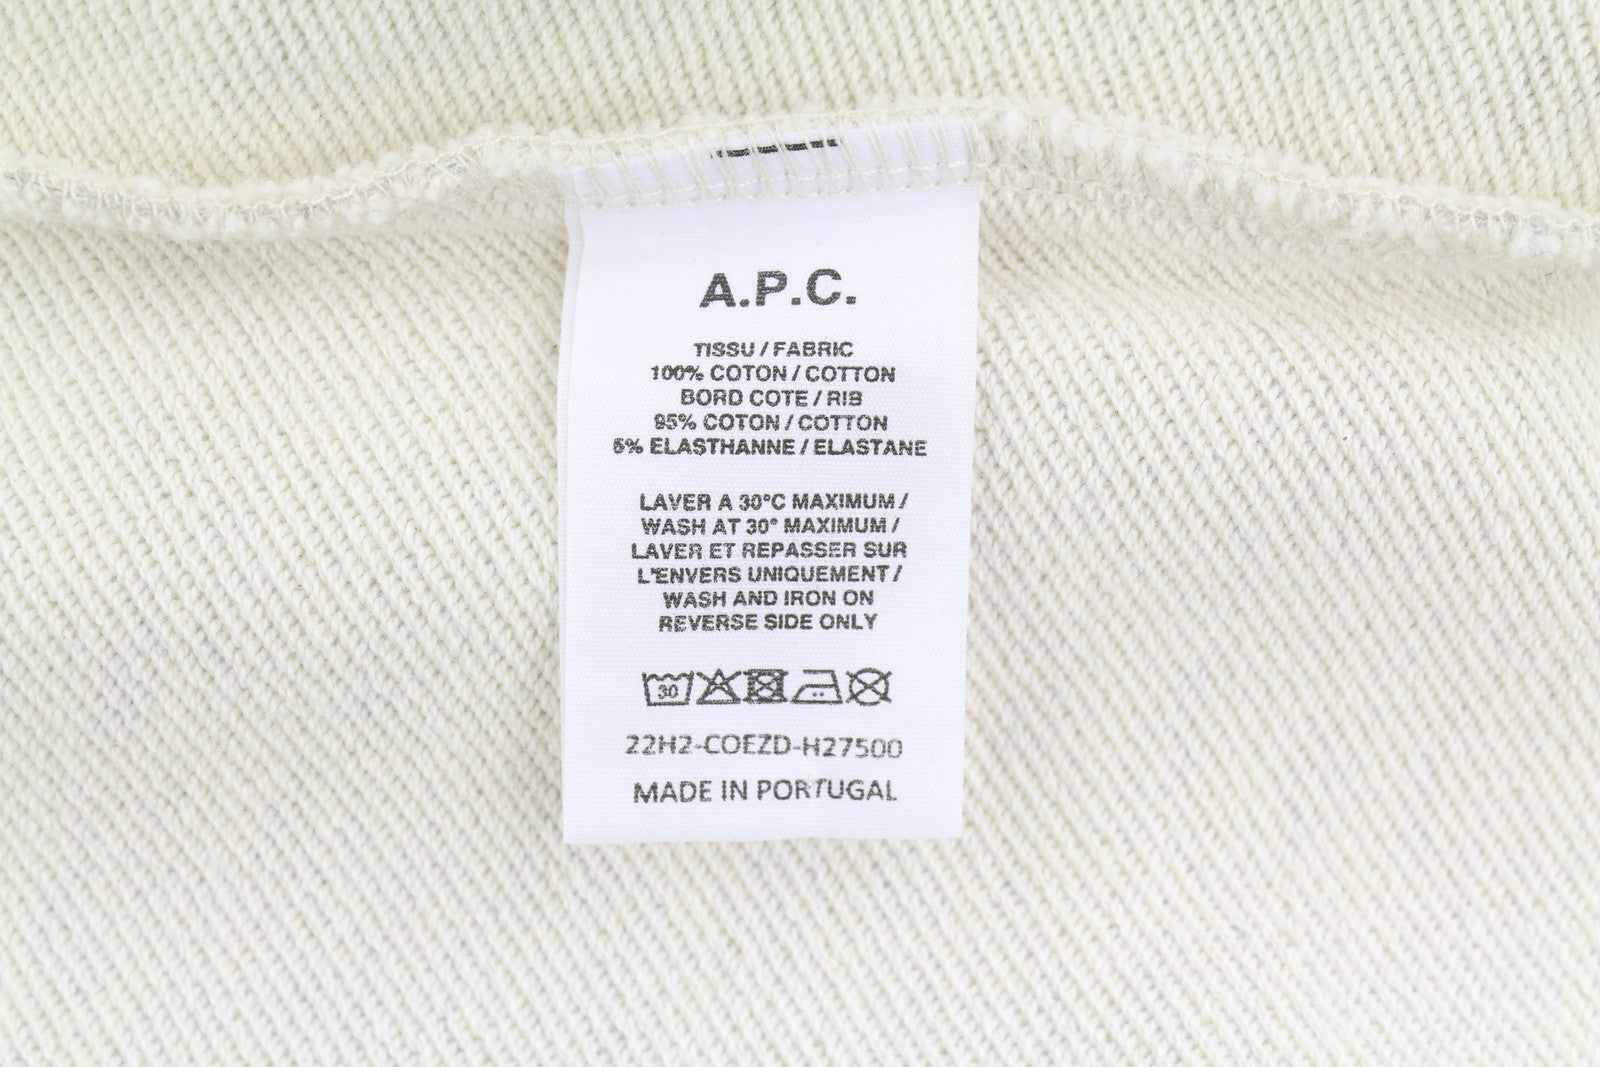 A.P.C.
TISSU / FABRIC
100% COTON / COTTON
BORD COTE / RIB
95% COTON / COTTON
5% ELASTHANNE / ELASTANE
LAVER A 30°C MAXIMUM /
WASH AT 30° MAXIMUM /
LAVER ET REPASSER SUR
L'ENVERS UNIQUEMENT /
WASH AND IRON ON
REVERSE SIDE ONLY
30
22H2-COEZD-H27500
MADE IN PORTUGAL